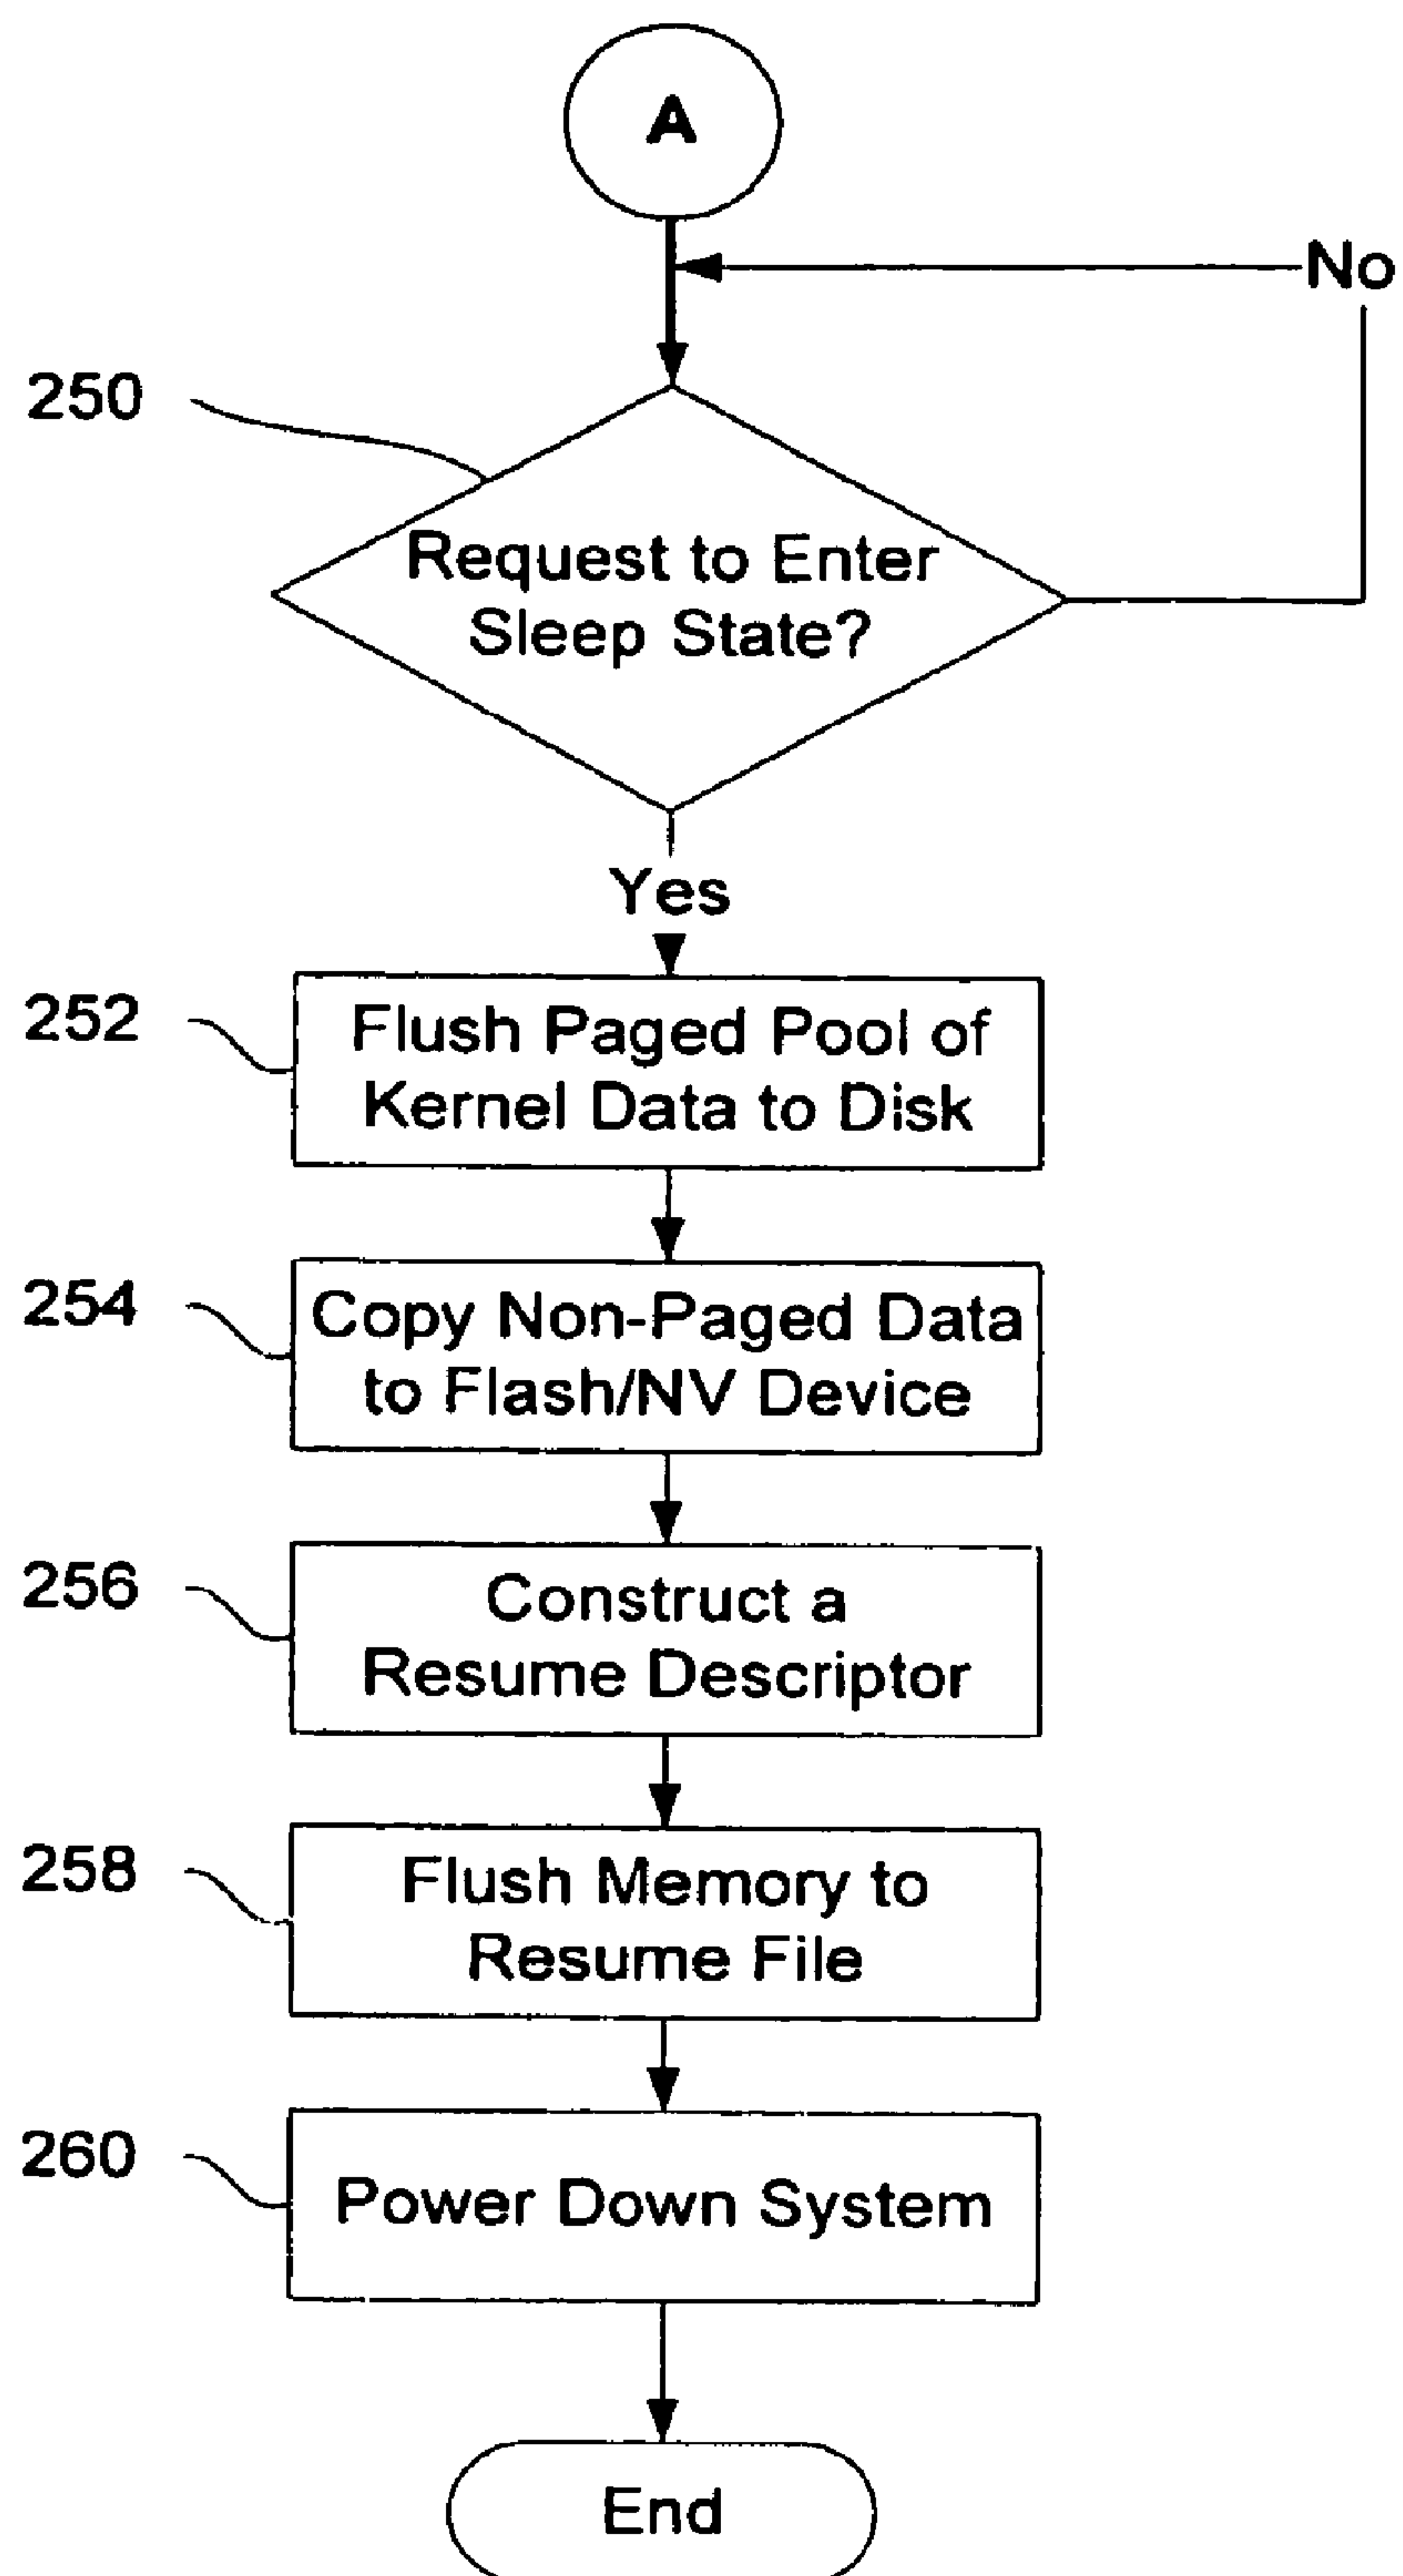 A
No
250
Request to Enter
Sleep State?
Yes
252
Flush Paged Pool of
Kernel Data to Disk
254
Copy Non-Paged Data
to Flash/NV Device
256
Construct a
Resume Descriptor
258
Flush Memory to
Resume File
260
Power Down System
End